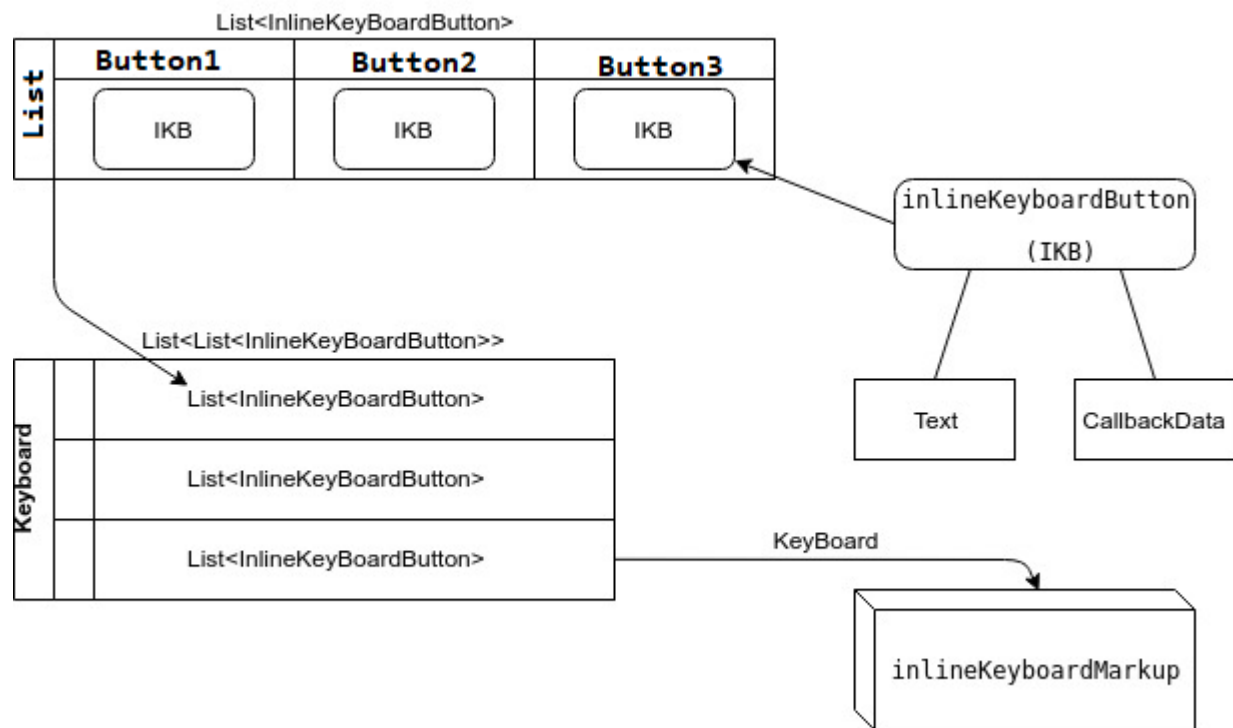 List<InlineKeyBoardButton>
List
Button1
Button2
Button3
IKB
IKB
IKB
inlineKeyboardButton
(IKB)
Text
CallbackData
List<List<InlineKeyBoardButton>>
Keyboard
List<InlineKeyBoardButton>
List<InlineKeyBoardButton>
List<InlineKeyBoardButton>
KeyBoard
inlineKeyboardMarkup